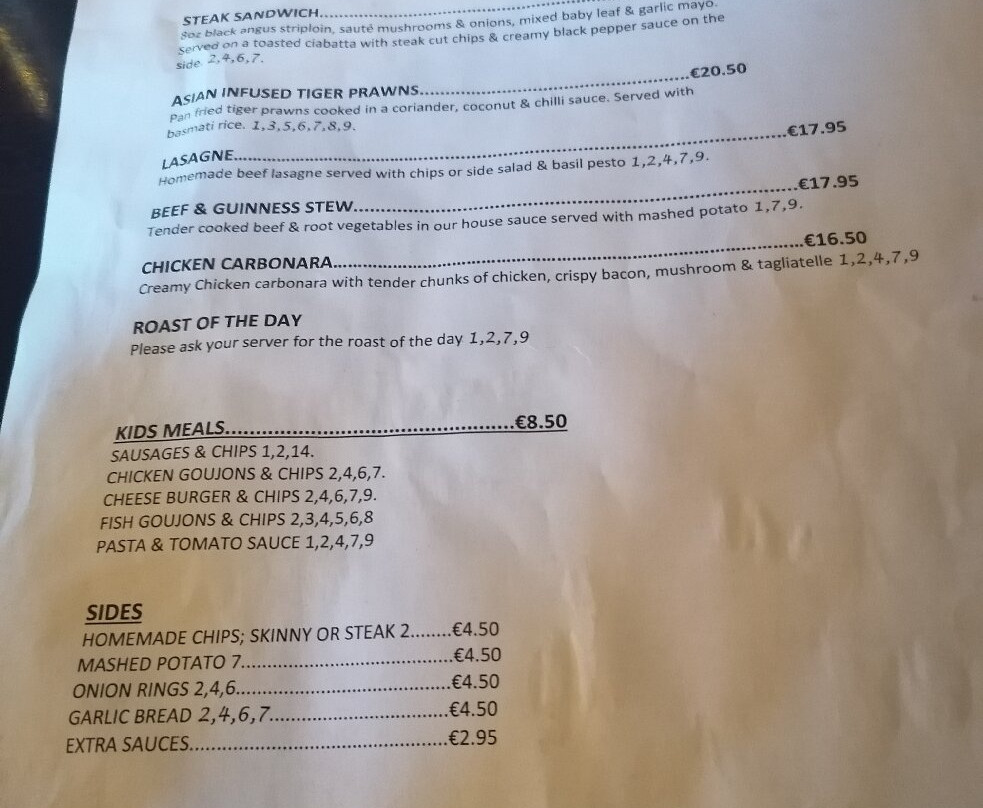 STEAK SANDWICH..................................................
8oz black angus striploin, sauté mushrooms & onions, mixed baby leaf & garlic mayo.
Served on a toasted ciabatta with steak cut chips & creamy black pepper sauce on the
side. 2,4,6,7.
ASIAN INFUSED TIGER PRAWNS..................................................€20.50
Pan fried tiger prawns cooked in a coriander, coconut & chilli sauce. Served with
basmati rice. 1,3,5,6,7,8,9.
LASAGNE..................................................€17.95
Homemade beef lasagne served with chips or side salad & basil pesto 1,2,4,7,9.
BEEF & GUINNESS STEW..................................................€17.95
Tender cooked beef & root vegetables in our house sauce served with mashed potato 1,7,9.
CHICKEN CARBONARA..................................................€16.50
Creamy Chicken carbonara with tender chunks of chicken, crispy bacon, mushroom & tagliatelle 1,2,4,7,9
ROAST OF THE DAY
Please ask your server for the roast of the day 1,2,7,9
KIDS MEALS..................................................€8.50
SAUSAGES & CHIPS 1,2,14.
CHICKEN GOUJONS & CHIPS 2,4,6,7.
CHEESE BURGER & CHIPS 2,4,6,7,9.
FISH GOUJONS & CHIPS 2,3,4,5,6,8
PASTA & TOMATO SAUCE 1,2,4,7,9
SIDES
HOMEMADE CHIPS; SKINNY OR STEAK 2........€4.50
MASHED POTATO 7..........................................€4.50
ONION RINGS 2,4,6...........................................€4.50
GARLIC BREAD 2,4,6,7...................................€4.50
EXTRA SAUCES...................................................€2.95